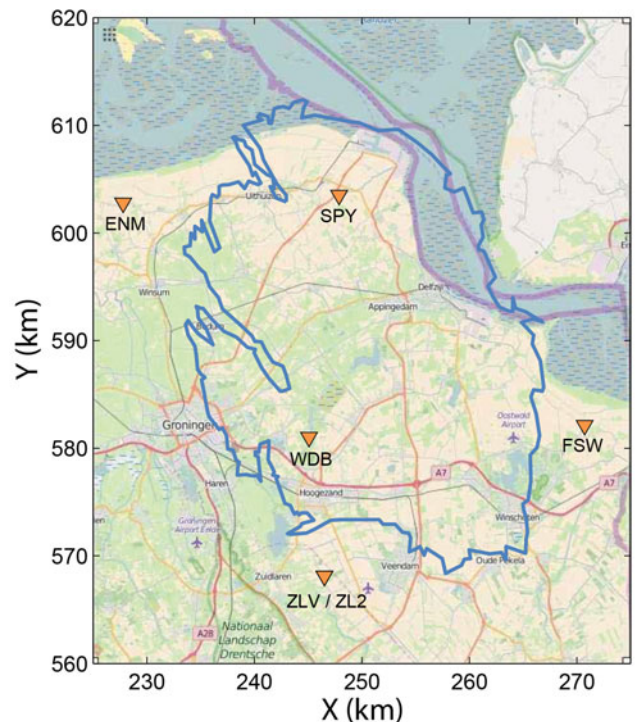 620
610
600
590
580
570
560
Y (km)
Uithuizen
ENM
SPY
Winsum
Delfzijl
Appingedam
Bedum
Groningen
Oostwold
Airport
WDB
FSW
A7
A7
Haren
Hoogezand
Winschoten
Groningen
Airport Eelde
Zuidlaren
Veendam
Oude Pekela
ZLV / ZL2
A28
Nationaal
Landschap
Drentsche
230
240
250
260
270
X (km)